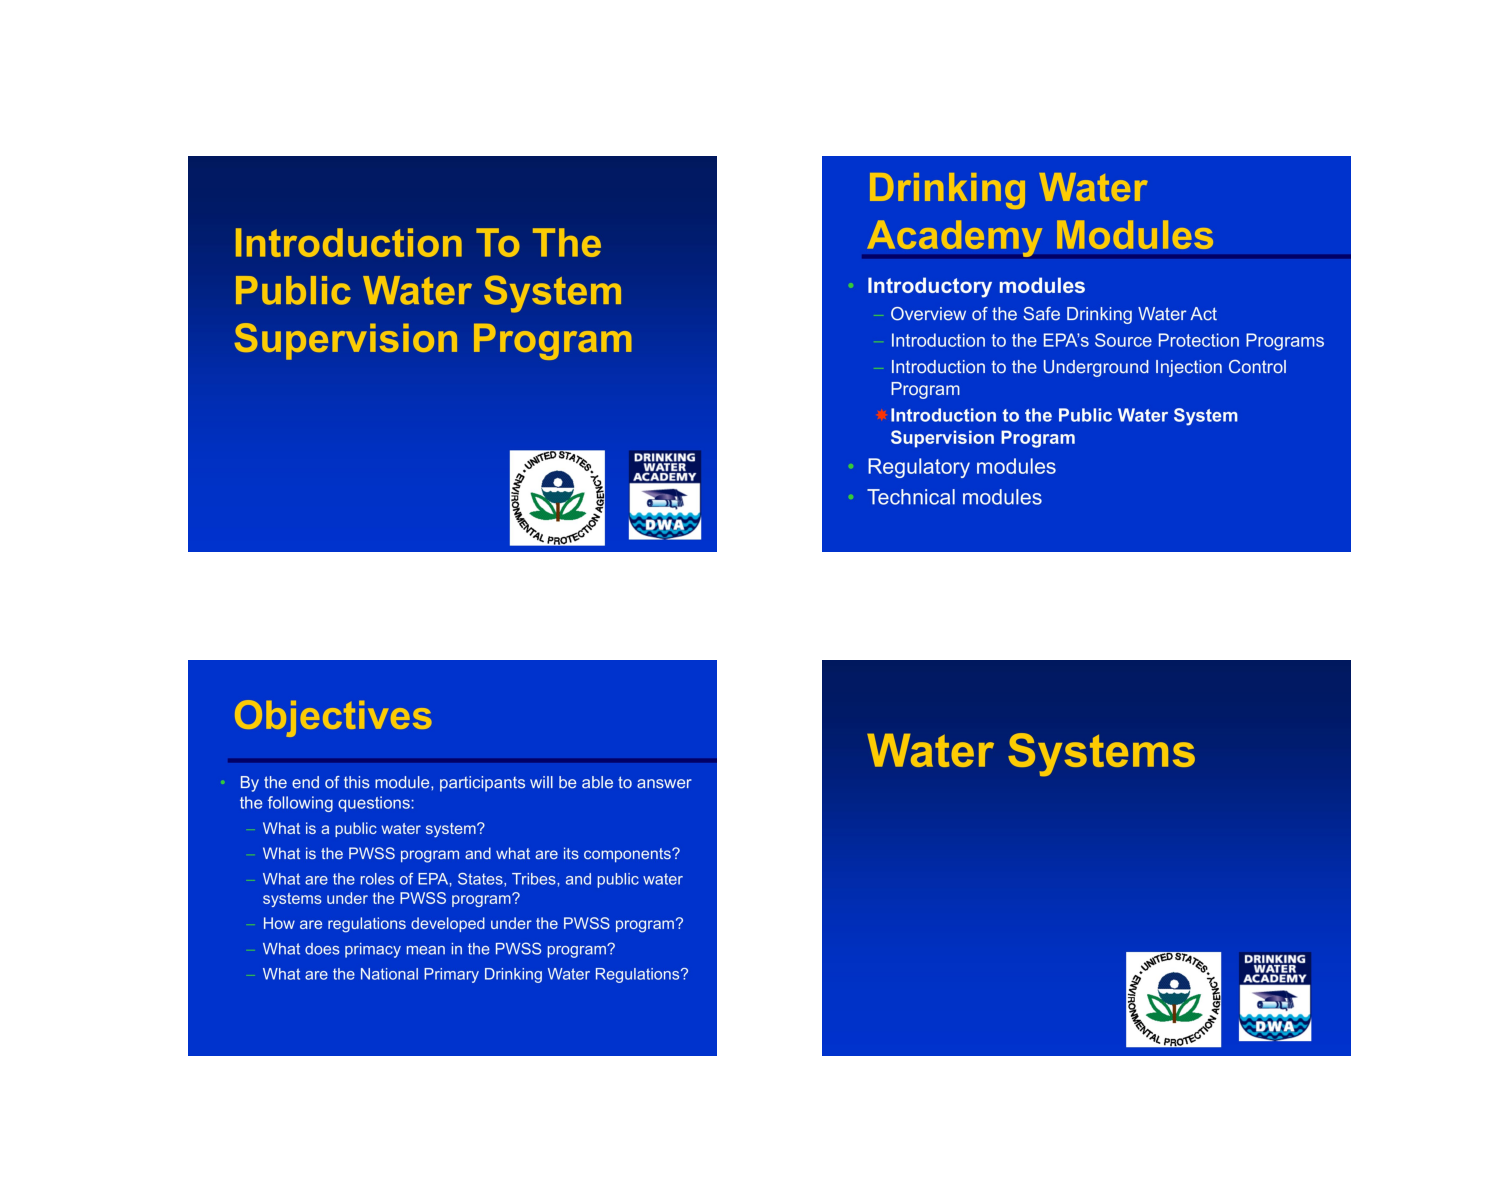 Introduction To The
Public Water System
Supervision Program
UNITED STATES
ENVIRONMENTAL PROTECTION AGENCY
DRINKING
WATER
ACADEMY
DWA
Drinking Water
Academy Modules
• Introductory modules
– Overview of the Safe Drinking Water Act
– Introduction to the EPA’s Source Protection Programs
– Introduction to the Underground Injection Control
Program
Introduction to the Public Water System
Supervision Program
• Regulatory modules
• Technical modules
Objectives
• By the end of this module, participants will be able to answer
the following questions:
– What is a public water system?
– What is the PWSS program and what are its components?
– What are the roles of EPA, States, Tribes, and public water
systems under the PWSS program?
– How are regulations developed under the PWSS program?
– What does primacy mean in the PWSS program?
– What are the National Primary Drinking Water Regulations?
Water Systems
UNITED STATES
ENVIRONMENTAL PROTECTION AGENCY
DRINKING
WATER
ACADEMY
DWA